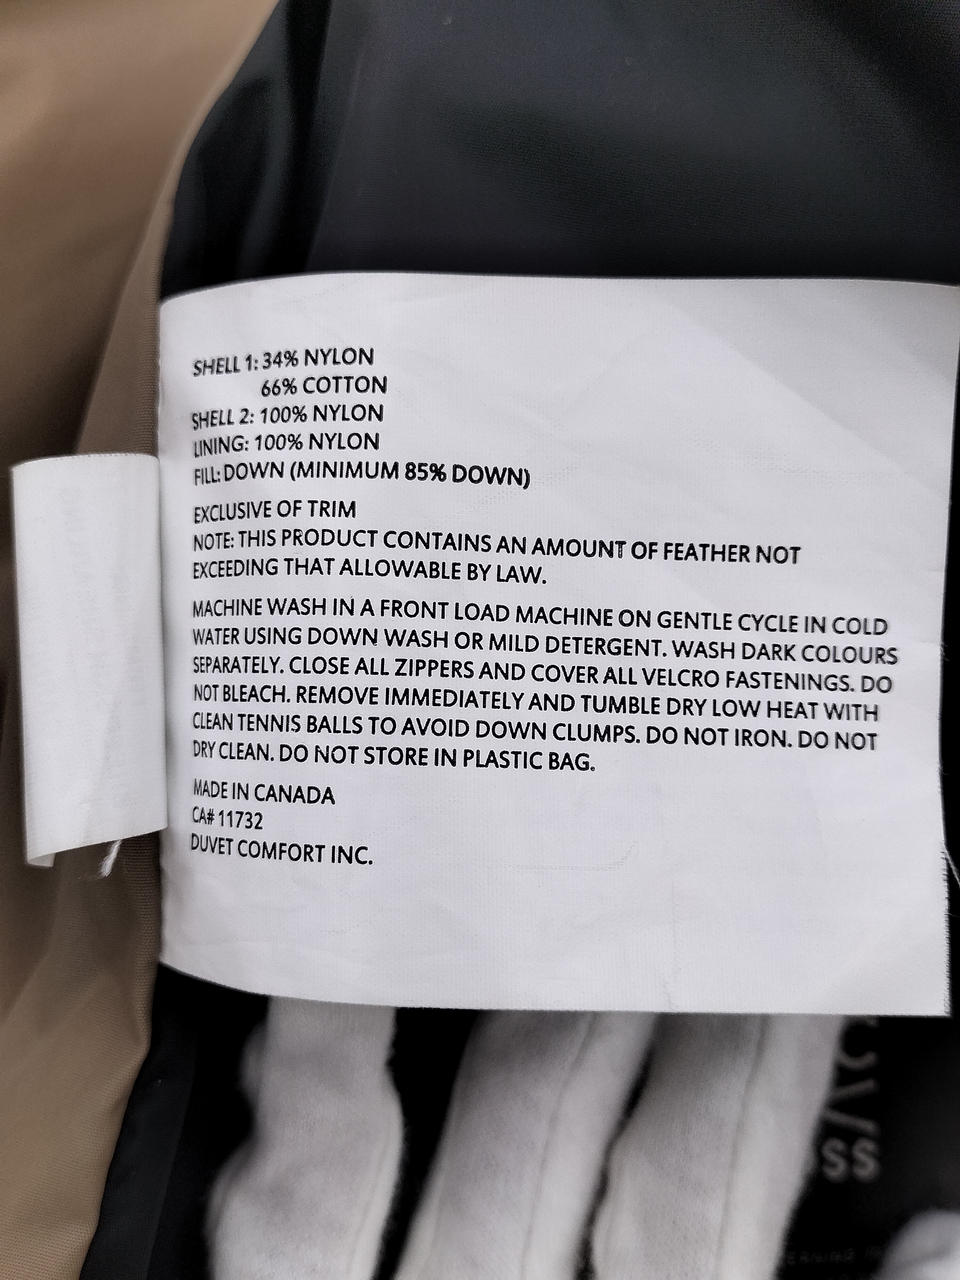 SHELL 1: 34% NYLON
66% COTTON
SHELL 2: 100% NYLON
LINING: 100% NYLON
FILL: DOWN (MINIMUM 85% DOWN)
EXCLUSIVE OF TRIM
NOTE: THIS PRODUCT CONTAINS AN AMOUNT OF FEATHER NOT
EXCEEDING THAT ALLOWABLE BY LAW.
MACHINE WASH IN A FRONT LOAD MACHINE ON GENTLE CYCLE IN COLD
WATER USING DOWN WASH OR MILD DETERGENT. WASH DARK COLOURS
SEPARATELY. CLOSE ALL ZIPPERS AND COVER ALL VELCRO FASTENINGS. DO
NOT BLEACH. REMOVE IMMEDIATELY AND TUMBLE DRY LOW HEAT WITH
CLEAN TENNIS BALLS TO AVOID DOWN CLUMPS. DO NOT IRON. DO NOT
DRY CLEAN. DO NOT STORE IN PLASTIC BAG.
MADE IN CANADA
CA# 11732
DUVET COMFORT INC.